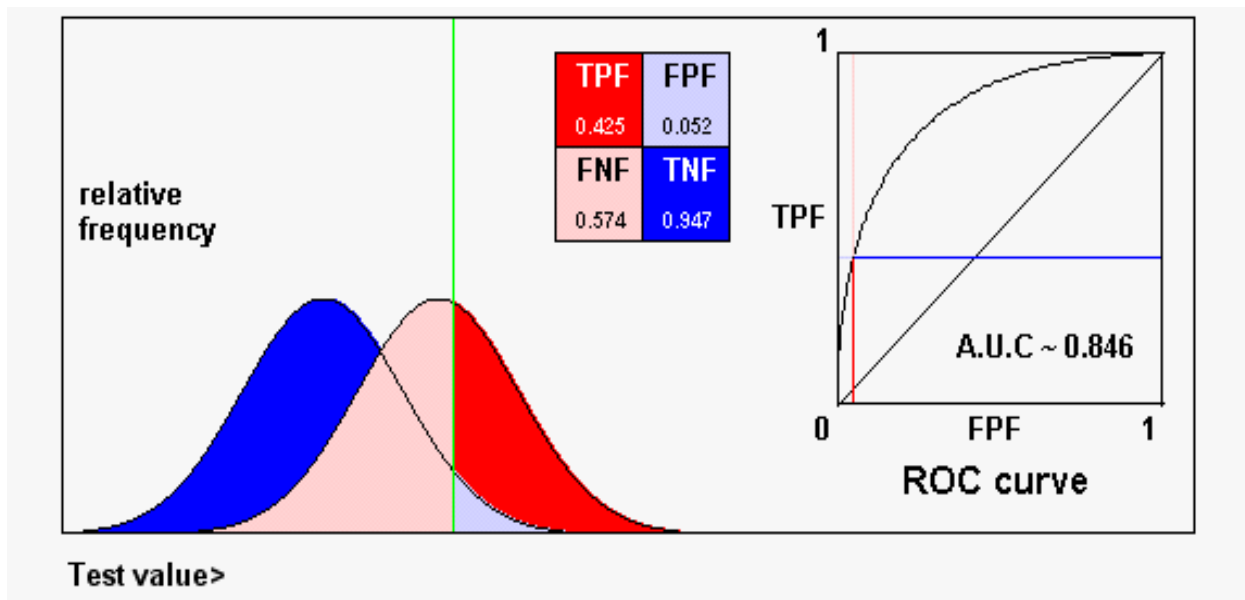 TPF FPF
0.425 0.052
FNF TNF
0.574 0.947
relative
frequency
Test value>
1
TPF
A.U.C ~ 0.846
0 FPF 1
ROC curve